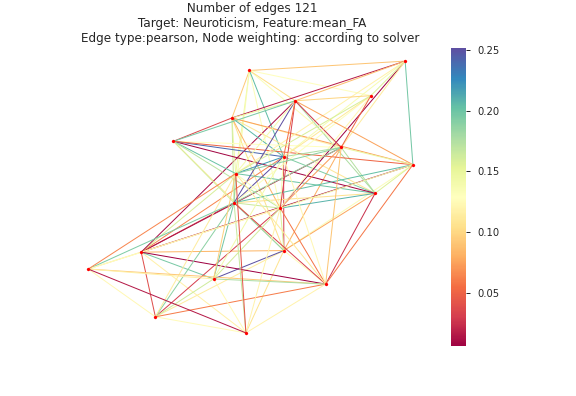 Number of edges 121
Target: Neuroticism, Feature:mean_FA
Edge type:pearson, Node weighting: according to solver
0.25
0.20
0.15
0.10
0.05